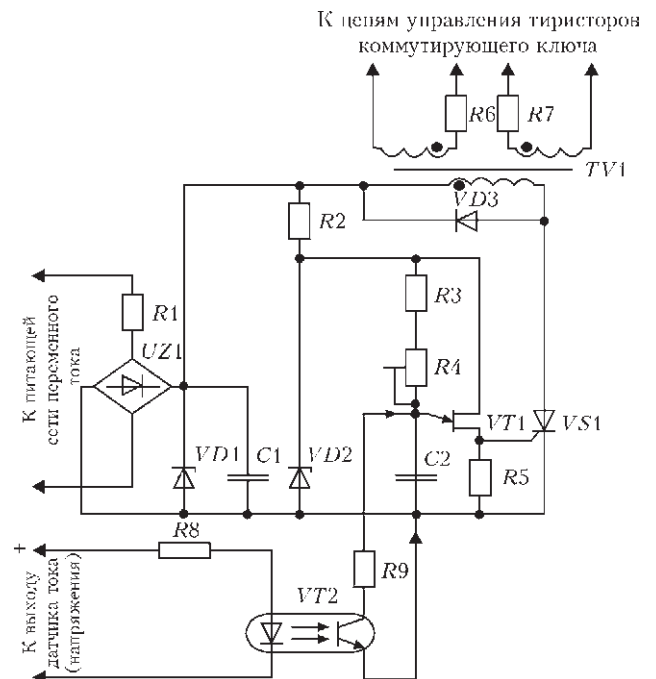 К цепям управления тиристоров
коммутирующего ключа
R6
R7
TV1
VD3
R2
R3
R1
UZ1
R4
К питающей
сети переменного
тока
VT1
VS1
VD1
C1
VD2
C2
R5
R8
+
R9
VT2
К выходу
датчика тока
(напряжения)